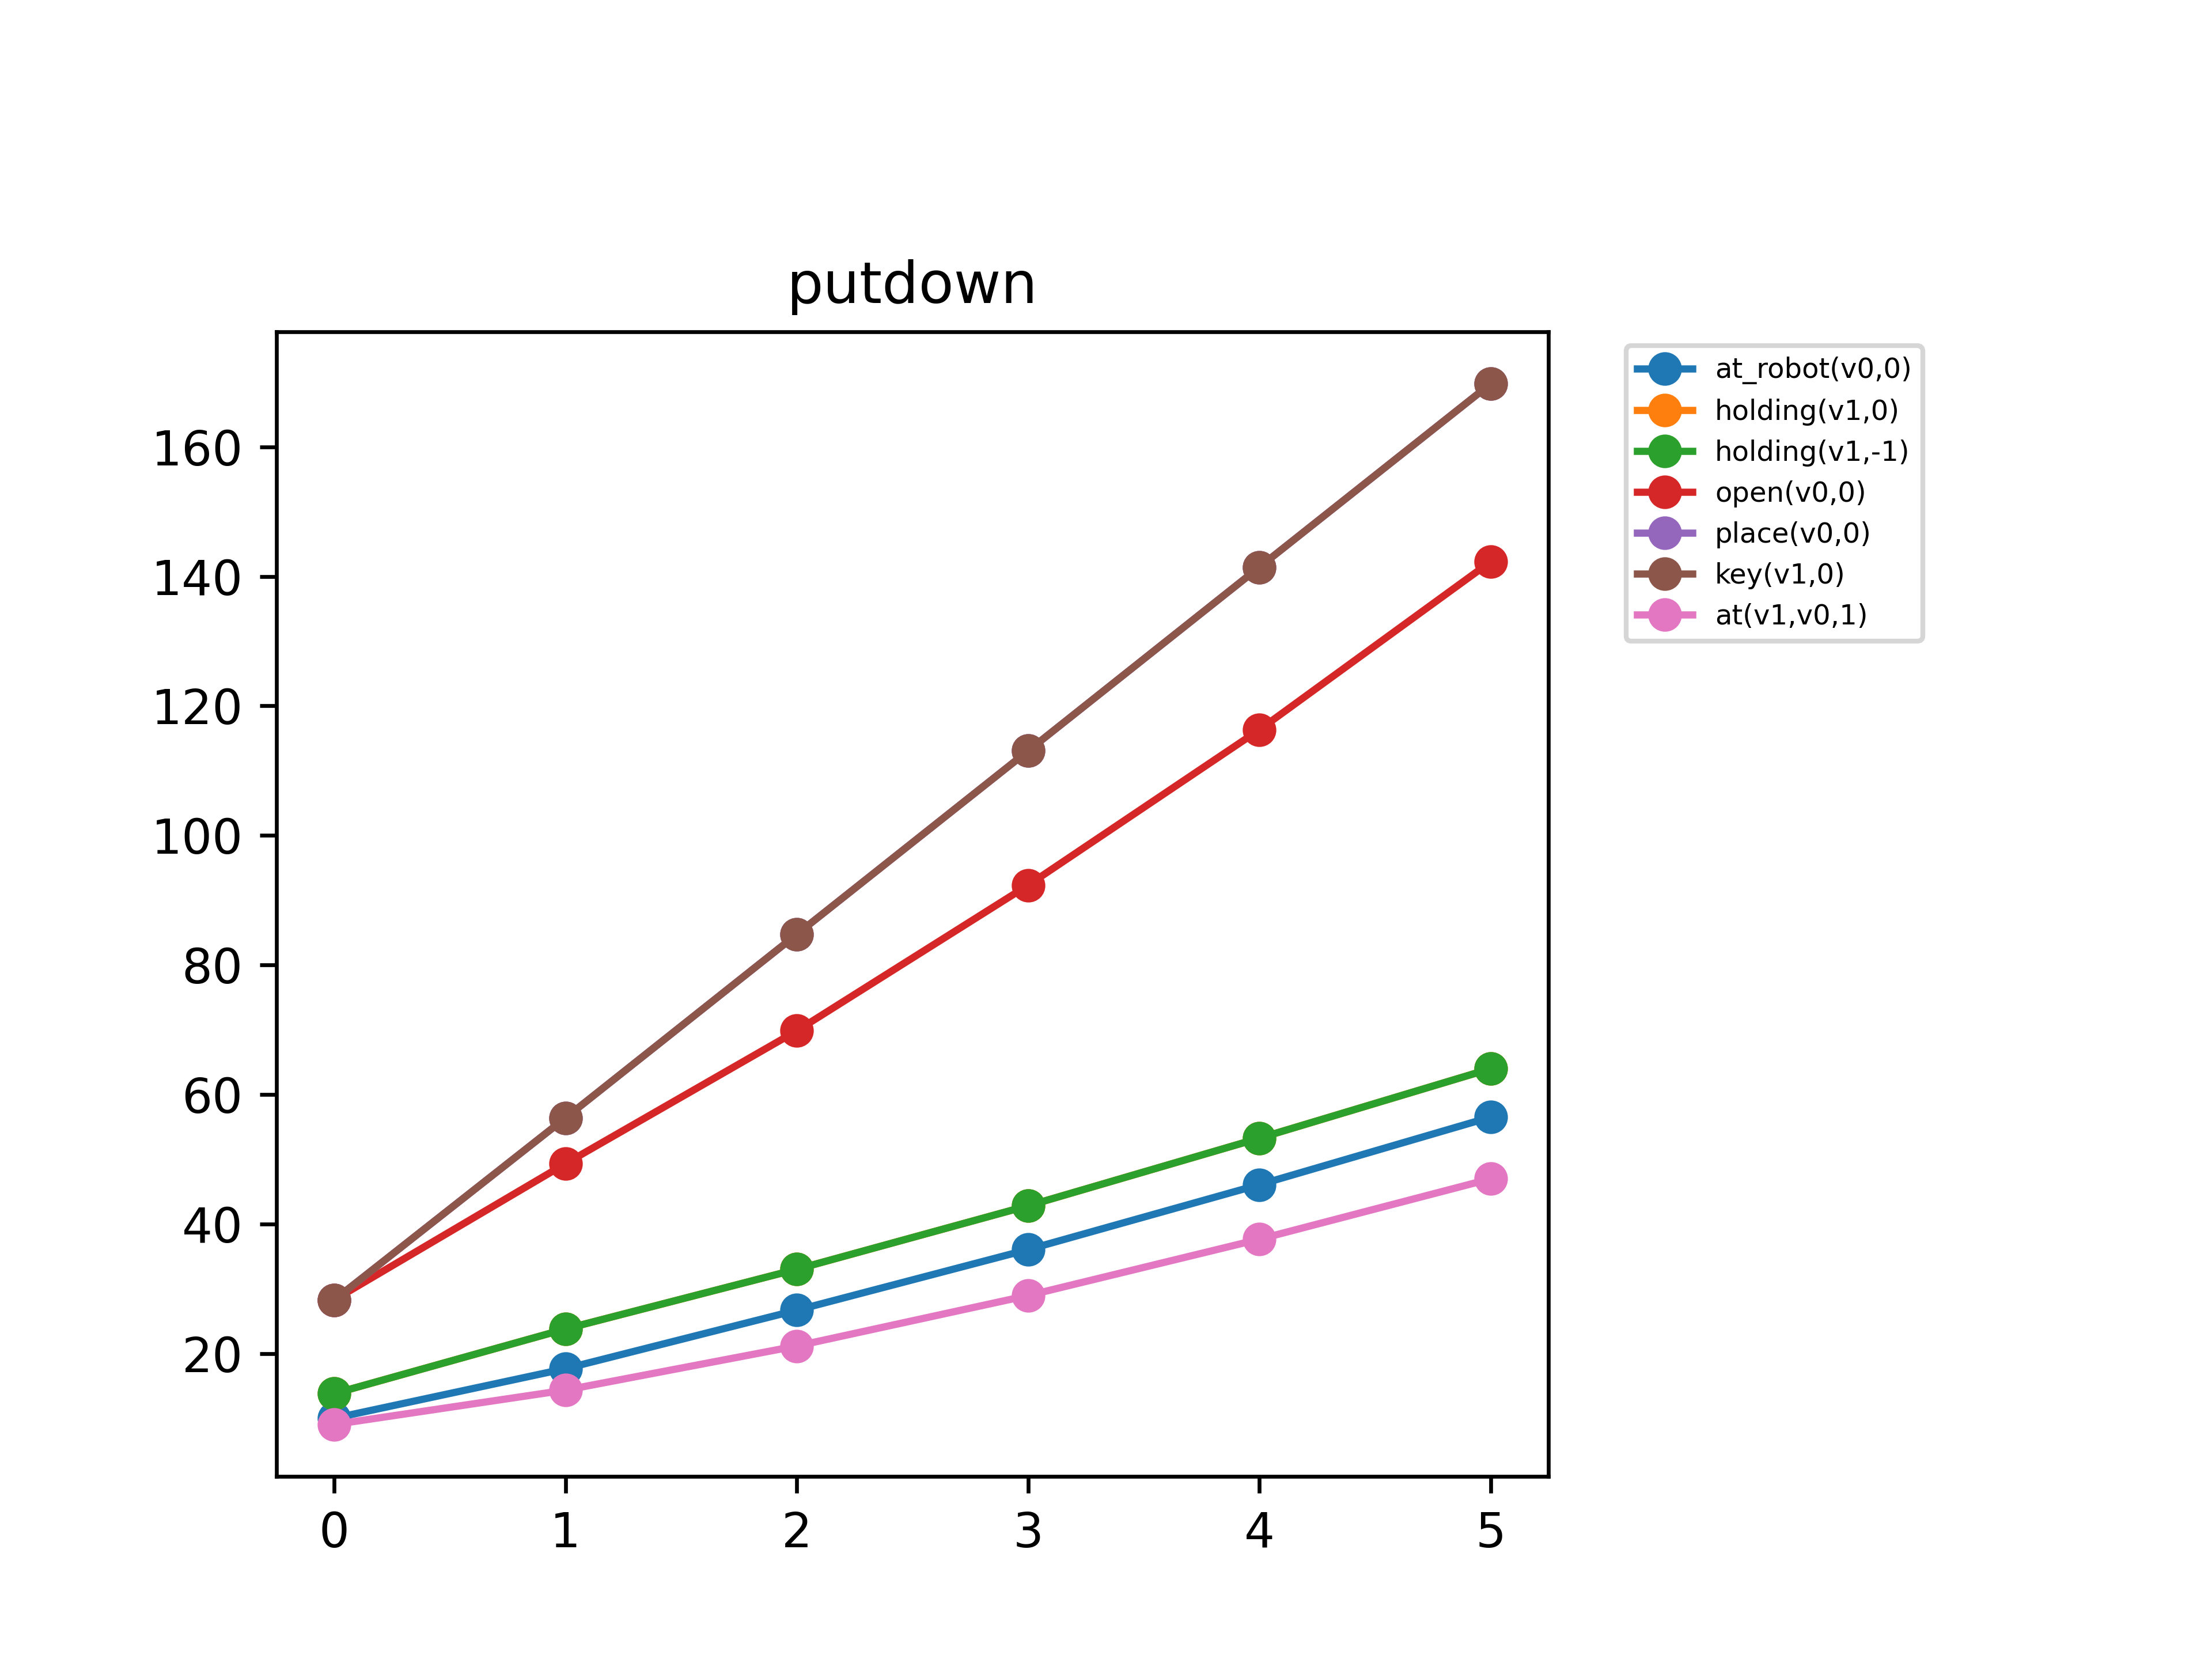 putdown
160
140
120
100
80
60
40
20
0 1 2 3 4 5
at_robot(v0,0)
holding(v1,0)
holding(v1,-1)
open(v0,0)
place(v0,0)
key(v1,0)
at(v1,v0,1)